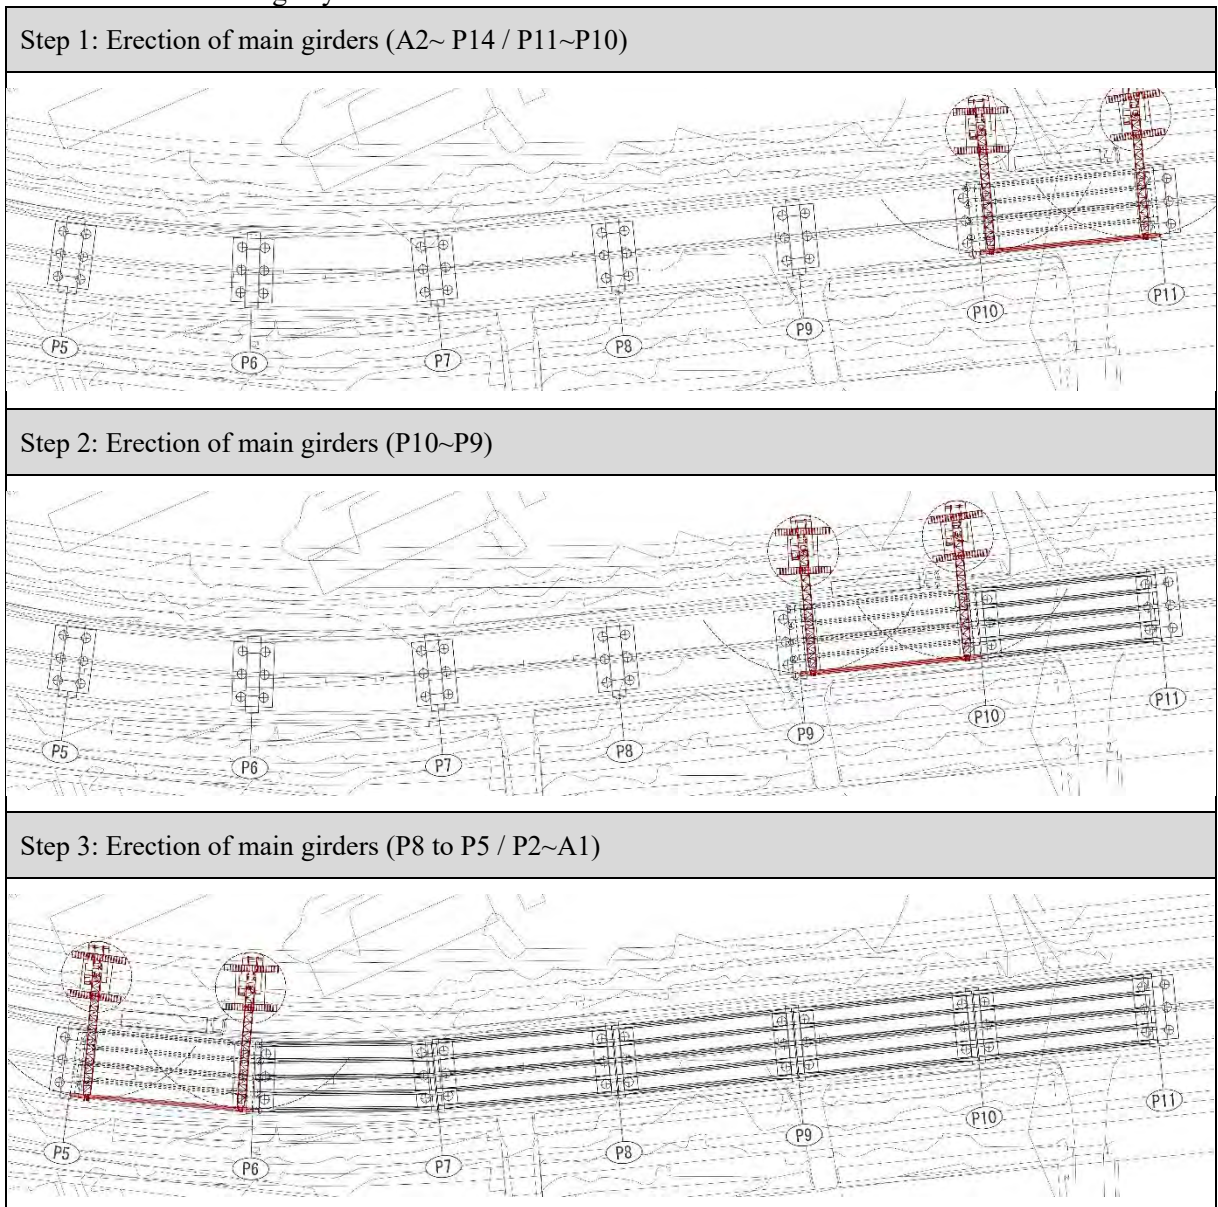 Step 1: Erection of main girders (A2~ P14 / P11~P10)
P5
P6
P7
P8
P9
P10
P11
Step 2: Erection of main girders (P10~P9)
P5
P6
P7
P8
P9
P10
P11
Step 3: Erection of main girders (P8 to P5 / P2~A1)
P5
P6
P7
P8
P9
P10
P11